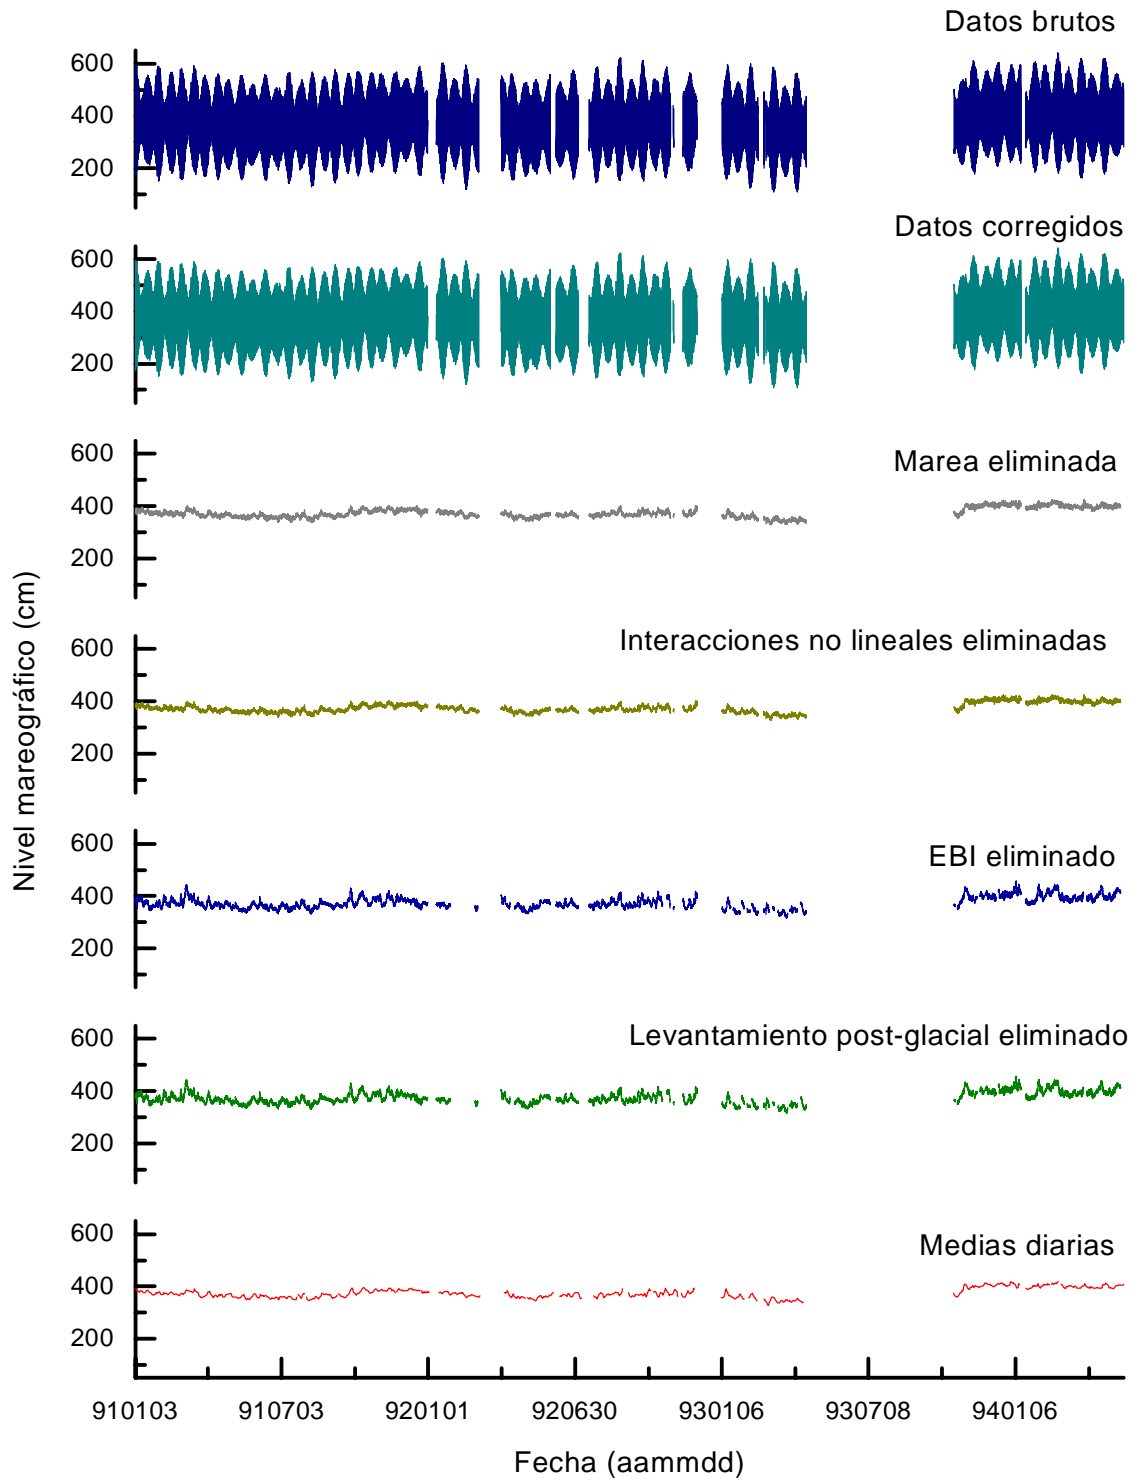 Datos brutos
600
400
200
Datos corregidos
600
400
200
Marea eliminada
600
400
200
Interacciones no lineales eliminadas
600
400
200
EBI eliminado
600
400
200
Levantamiento post-glacial eliminado
600
400
200
Medias diarias
600
400
200
Nivel mareográfico (cm)
910103 910703 920101 920630 930106 930708 940106
Fecha (aammdd)